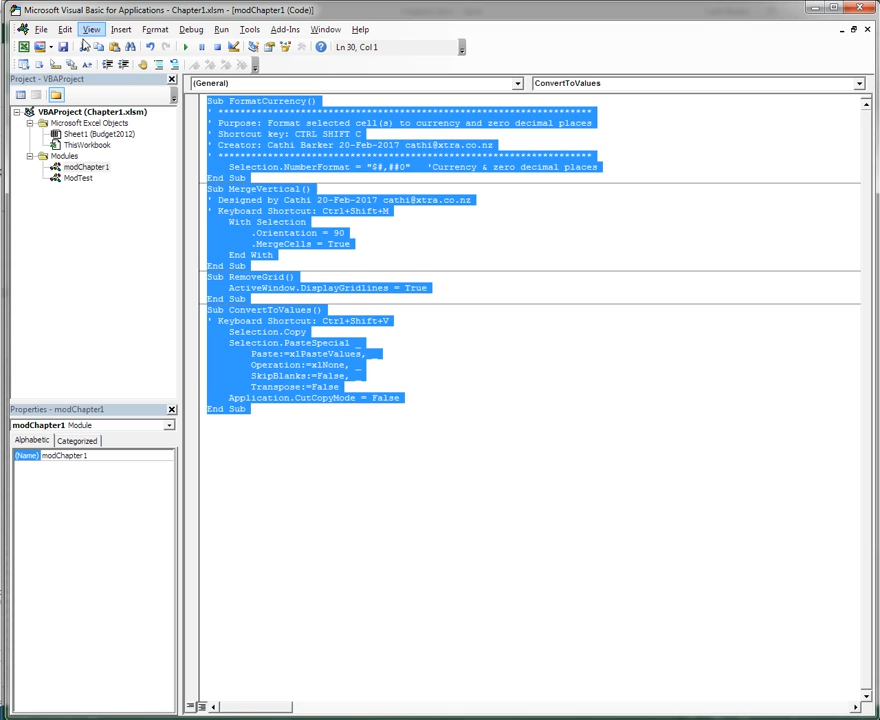 Microsoft Visual Basic for Applications - Chapter1.xlsm - [modChapter1 (Code)]
File Edit View Insert Format Debug Run Tools Add-Ins Window Help
Ln 30, Col 1
Project - VBAProject
(General)
ConvertToValues
VBAProject (Chapter1.xlsm)
Microsoft Excel Objects
Sheet1 (Budget2012)
ThisWorkbook
Modules
modChapter1
ModTest
Sub FormatCurrency()
' *********************************************************************
' Purpose: Format selected cell(s) to currency and zero decimal places
' Shortcut key: CTRL SHIFT C
' Creator: Cathi Barker 20-Feb-2017 cathi@xtra.co.nz
' *********************************************************************
Selection.NumberFormat = "$#,##0" 'Currency & zero decimal places
End Sub
Sub MergeVertical()
' Designed by Cathi 20-Feb-2017 cathi@xtra.co.nz
' Keyboard Shortcut: Ctrl+Shift+M
With Selection
.Orientation = 90
.MergeCells = True
End With
End Sub
Sub RemoveGrid()
ActiveWindow.DisplayGridlines = True
End Sub
Sub ConvertToValues()
' Keyboard Shortcut: Ctrl+Shift+V
Selection.Copy
Selection.PasteSpecial _
Paste:=xlPasteValues, _
Operation:=xlNone, _
SkipBlanks:=False, _
Transpose:=False
Application.CutCopyMode = False
End Sub
Properties - modChapter1
modChapter1 Module
Alphabetic Categorized
(Name) modChapter1